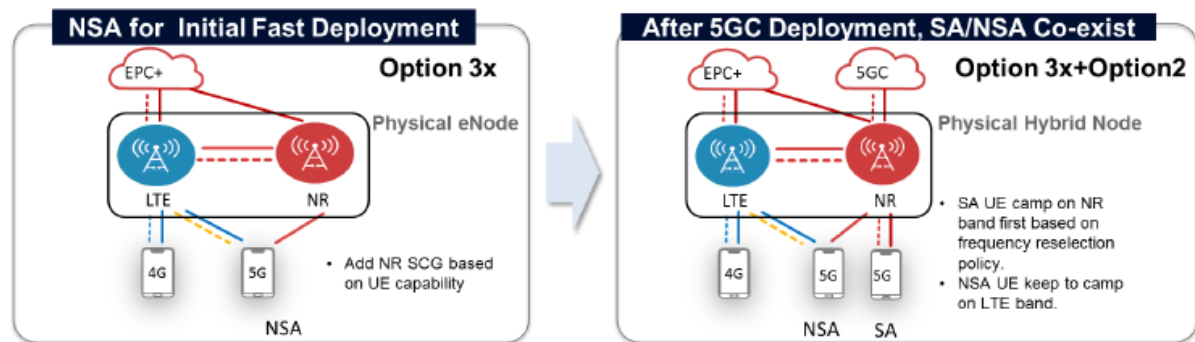 NSA for Initial Fast Deployment
EPC+
Option 3x
Physical eNode
LTE
NR
4G
5G
• Add NR SCG based
on UE capability
NSA
After 5GC Deployment, SA/NSA Co-exist
EPC+
5GC
Option 3x+Option2
Physical Hybrid Node
LTE
NR
4G
5G
5G
• SA UE camp on NR
band first based on
frequency reselection
policy.
• NSA UE keep to camp
on LTE band.
NSA
SA